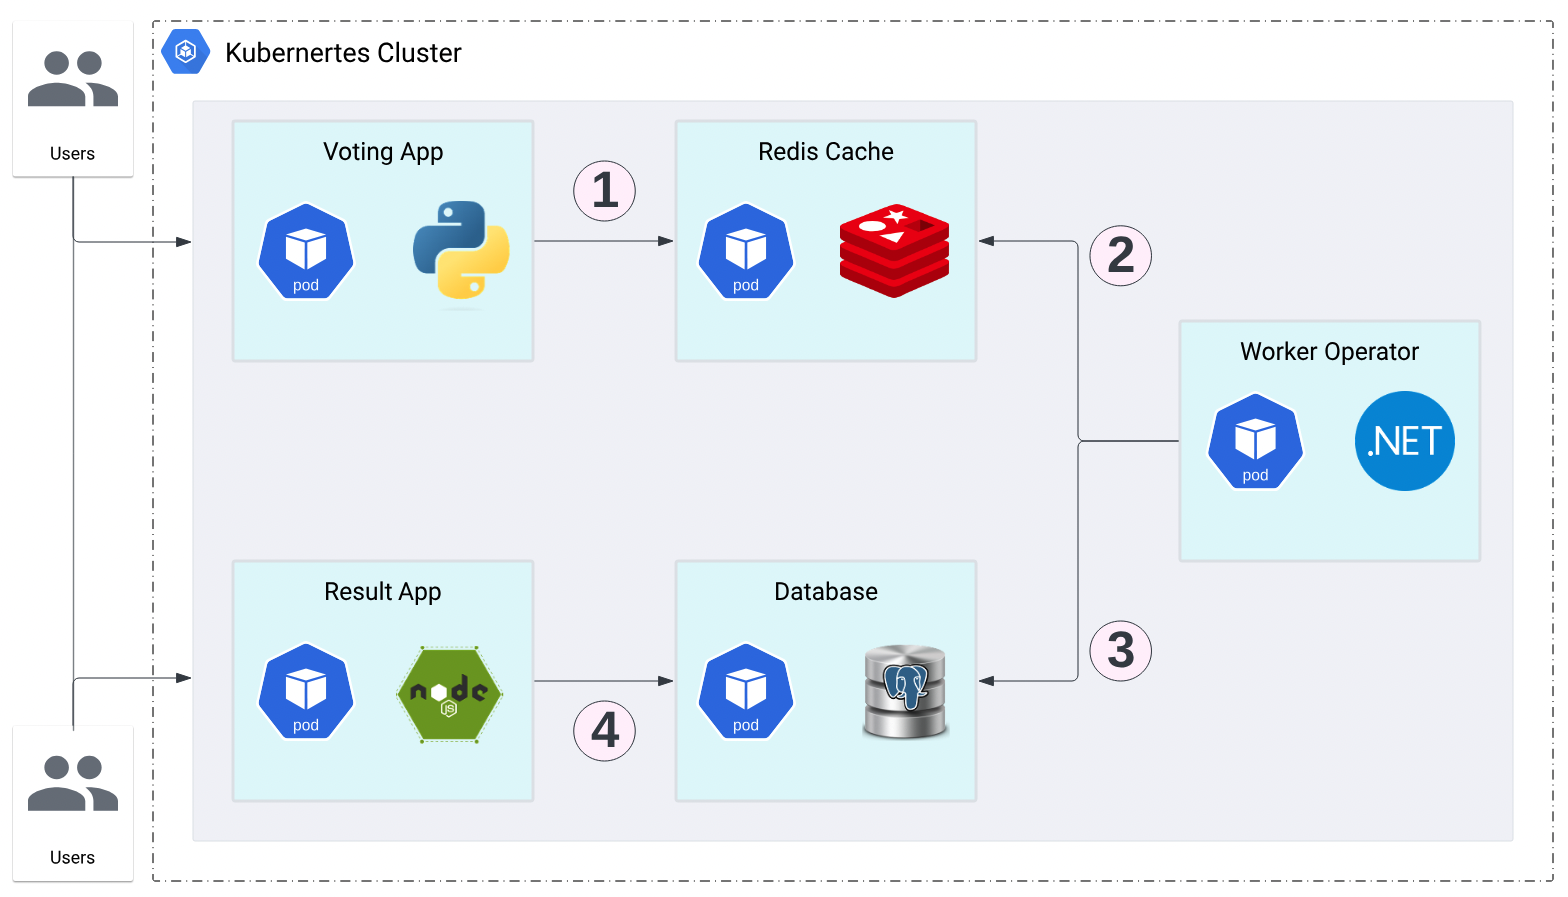 Users
Kubernertes Cluster
Voting App
pod
1
Redis Cache
pod
2
Worker Operator
pod
.NET
Result App
pod
node
JS
4
Database
pod
3
Users